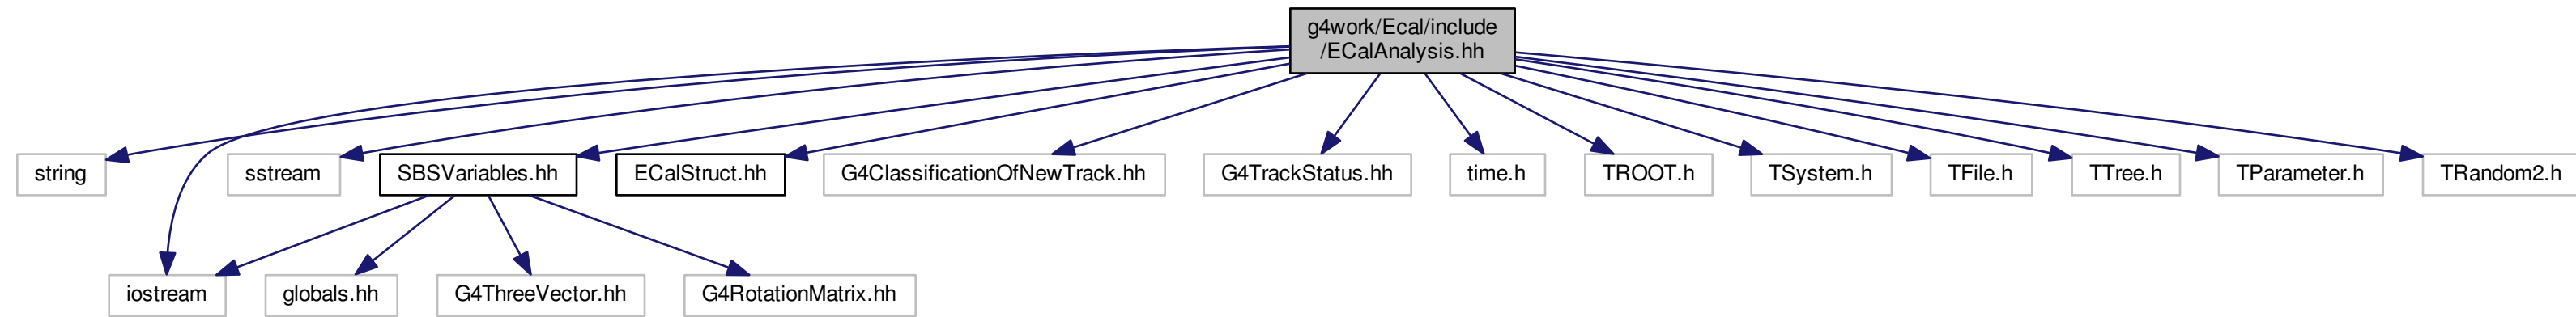 g4work/Ecal/include
/ECalAnalysis.hh
string
sstream
SBSVariables.hh
ECalStruct.hh
G4ClassificationOfNewTrack.hh
G4TrackStatus.hh
time.h
TROOT.h
TSystem.h
TFile.h
TTree.h
TParameter.h
TRandom2.h
iostream
globals.hh
G4ThreeVector.hh
G4RotationMatrix.hh